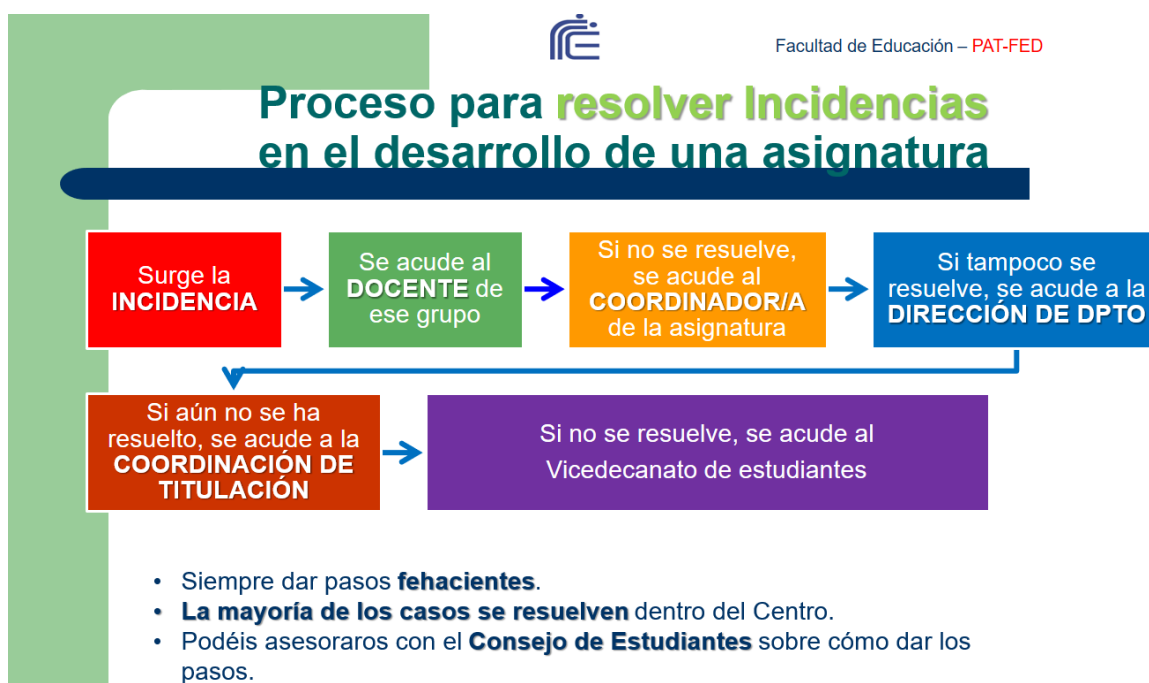 Facultad de Educación – PAT-FED
Proceso para resolver Incidencias
en el desarrollo de una asignatura
Surge la
INCIDENCIA
Se acude al
DOCENTE de
ese grupo
Si no se resuelve,
se acude al
COORDINADOR/A
de la asignatura
Si tampoco se
resuelve, se acude a la
DIRECCIÓN DE DPTO
Si aún no se ha
resuelto, se acude a la
COORDINACIÓN DE
TITULACIÓN
Si no se resuelve, se acude al
Vicedecanato de estudiantes
• Siempre dar pasos fehacientes.
• La mayoría de los casos se resuelven dentro del Centro.
• Podéis asesoraros con el Consejo de Estudiantes sobre cómo dar los
pasos.